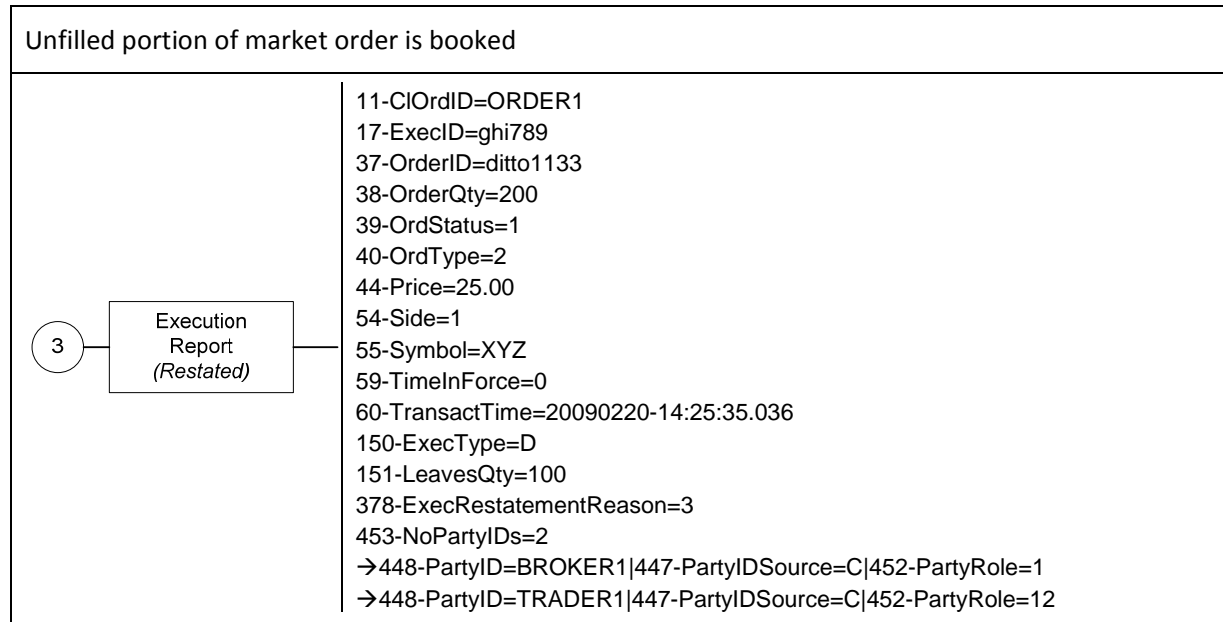 Unfilled portion of market order is booked
3
Execution
Report
(Restated)
11-ClOrdID=ORDER1
17-ExecID=ghi789
37-OrderID=ditto1133
38-OrderQty=200
39-OrdStatus=1
40-OrdType=2
44-Price=25.00
54-Side=1
55-Symbol=XYZ
59-TimeInForce=0
60-TransactTime=20090220-14:25:35.036
150-ExecType=D
151-LeavesQty=100
378-ExecRestatementReason=3
453-NoPartyIDs=2
→448-PartyID=BROKER1|447-PartyIDSource=C|452-PartyRole=1
→448-PartyID=TRADER1|447-PartyIDSource=C|452-PartyRole=12